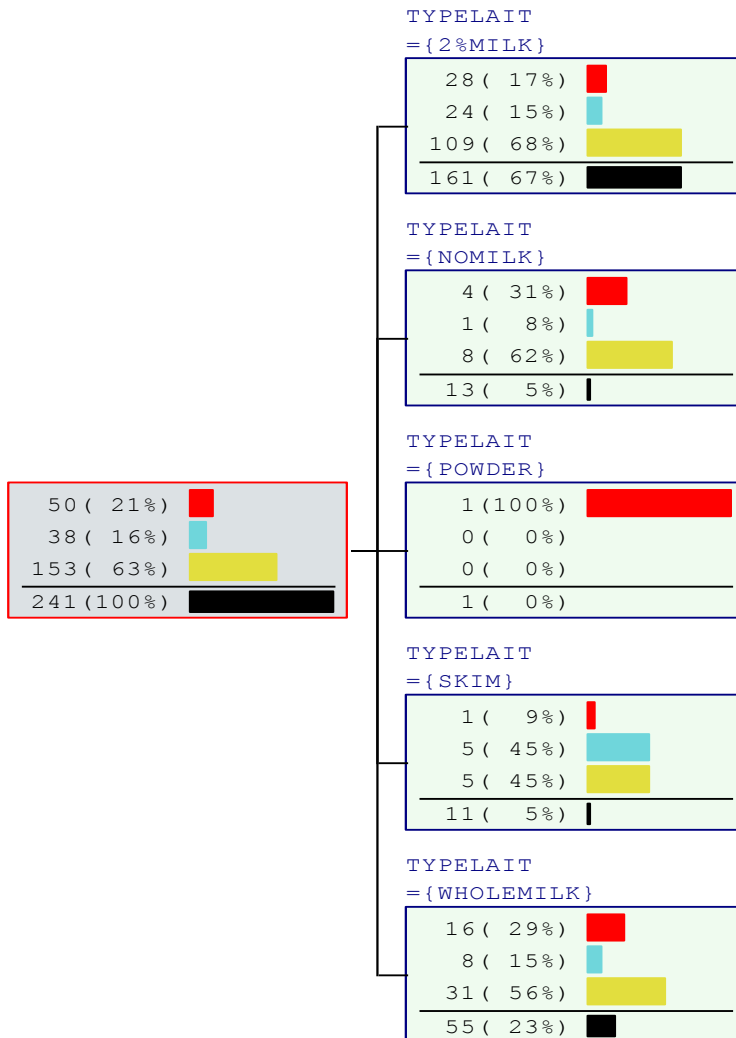 TYPELAIT
={2%MILK}
28( 17%)
24( 15%)
109( 68%)
161( 67%)
TYPELAIT
={NOMILK}
4( 31%)
1( 8%)
8( 62%)
13( 5%)
TYPELAIT
={POWDER}
1(100%)
0( 0%)
0( 0%)
1( 0%)
50( 21%)
38( 16%)
153( 63%)
241(100%)
TYPELAIT
={SKIM}
1( 9%)
5( 45%)
5( 45%)
11( 5%)
TYPELAIT
={WHOLEMILK}
16( 29%)
8( 15%)
31( 56%)
55( 23%)